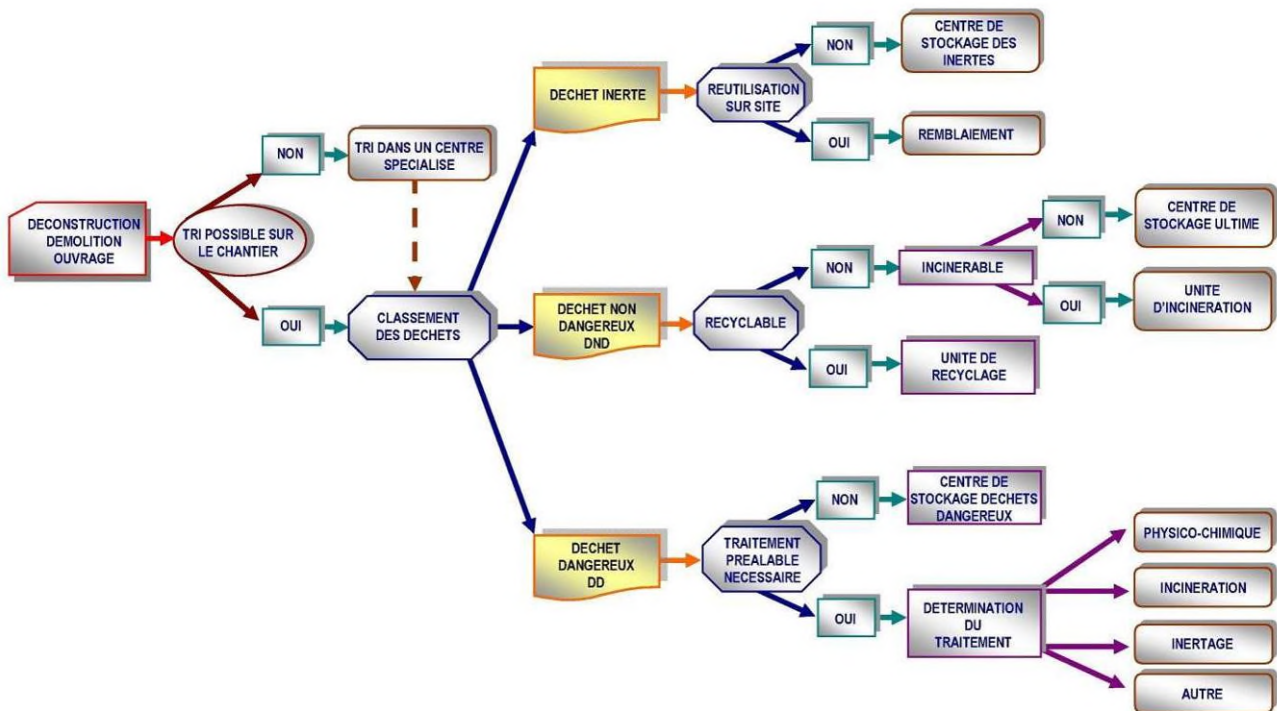 DECONSTRUCTION
DEMOLITION
OUVRAGE
TRI POSSIBLE SUR
LE CHANTIER
NON
TRI DANS UN CENTRE
SPECIALISE
OUI
CLASSEMENT
DES DECHETS
DECHET INERTE
REUTILISATION
SUR SITE
NON
CENTRE DE
STOCKAGE DES
INERTES
OUI
REMBLAIEMENT
DECHET NON
DANGEREUX
DND
RECYCLABLE
NON
INCINERABLE
NON
CENTRE DE
STOCKAGE ULTIME
OUI
UNITE
D'INCINERATION
OUI
UNITE DE
RECYCLAGE
DECHET
DANGEREUX
DD
TRAITEMENT
PREALABLE
NECESSAIRE
NON
CENTRE DE
STOCKAGE DECHETS
DANGEREUX
OUI
DETERMINATION
DU
TRAITEMENT
PHYSICO-CHIMIQUE
INCINERATION
INERTAGE
AUTRE